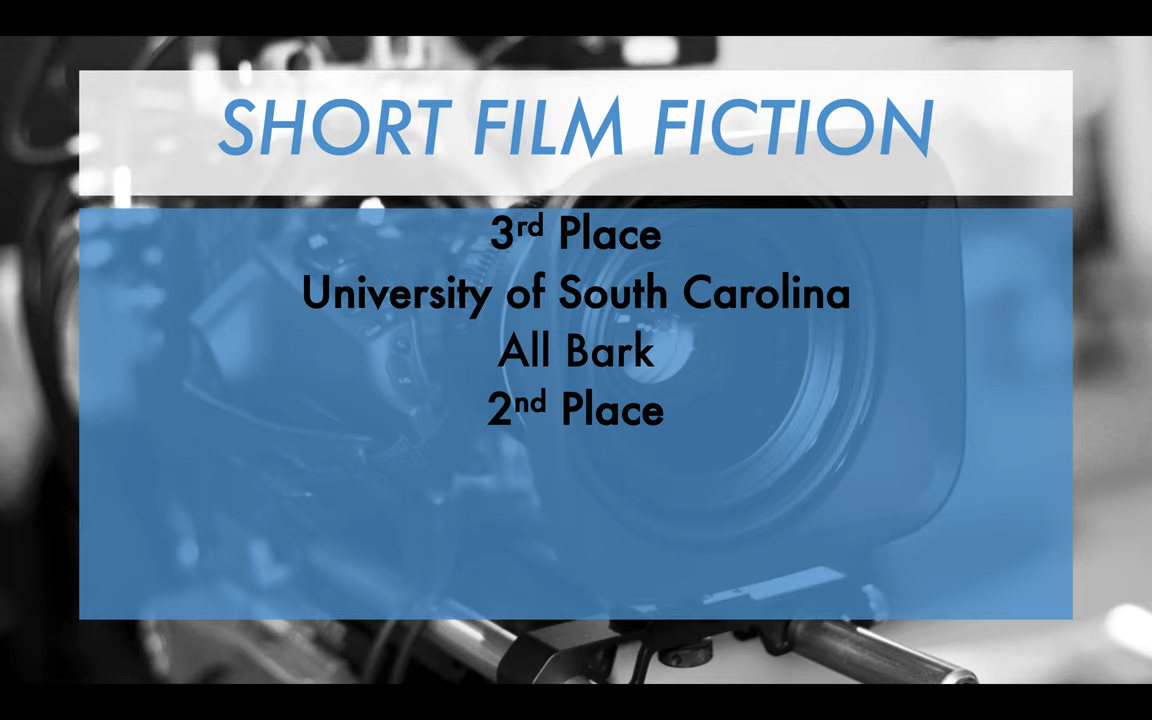 SHORT FILM FICTION
3rd Place
University of South Carolina
All Bark
2nd Place